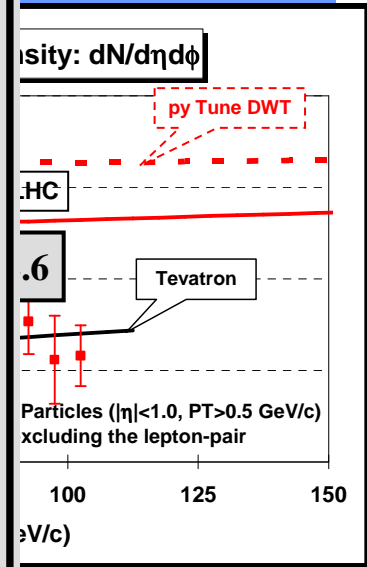 nsity: dN/dηdϕ
py Tune DWT
LHC
.6
Tevatron
Particles (|η|<1.0, PT>0.5 GeV/c)
xcluding the lepton-pair
100 125 150
eV/c)